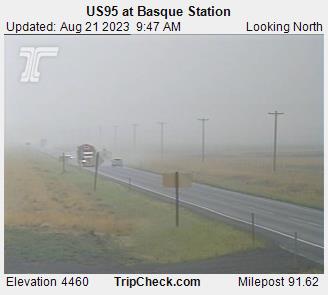 US95 at Basque Station
Updated: Aug 21 2023 9:47 AM Looking North
Elevation 4460 TripCheck.com Milepost 91.62